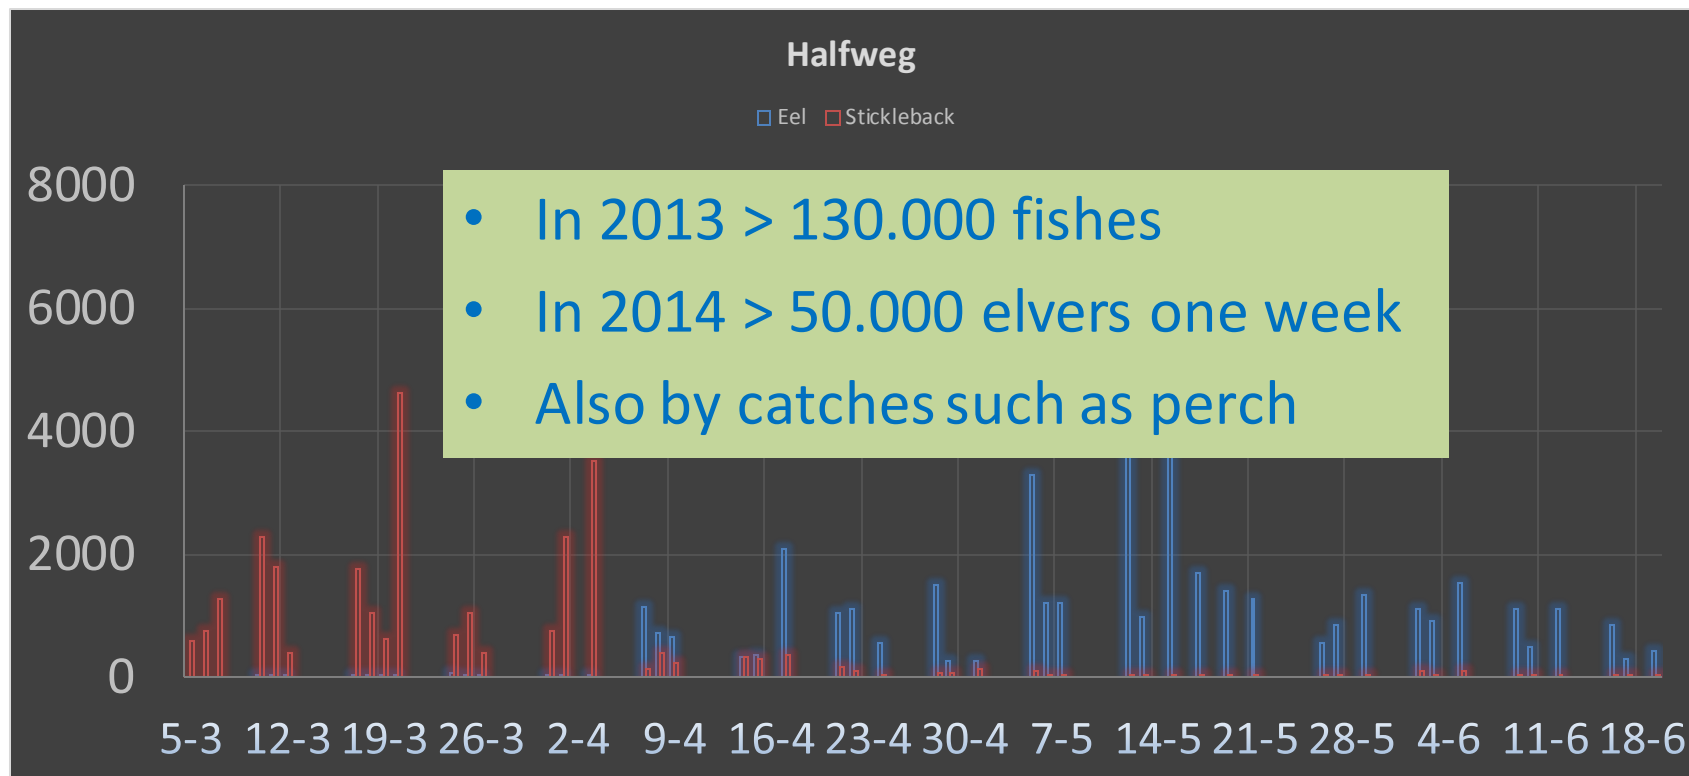 Halfweg
Eel Stickleback
8000
• In 2013 > 130.000 fishes
6000
• In 2014 > 50.000 elvers one week
4000
• Also by catches such as perch
2000
0
5-3 12-3 19-3 26-3 2-4 9-4 16-4 23-4 30-4 7-5 14-5 21-5 28-5 4-6 11-6 18-6